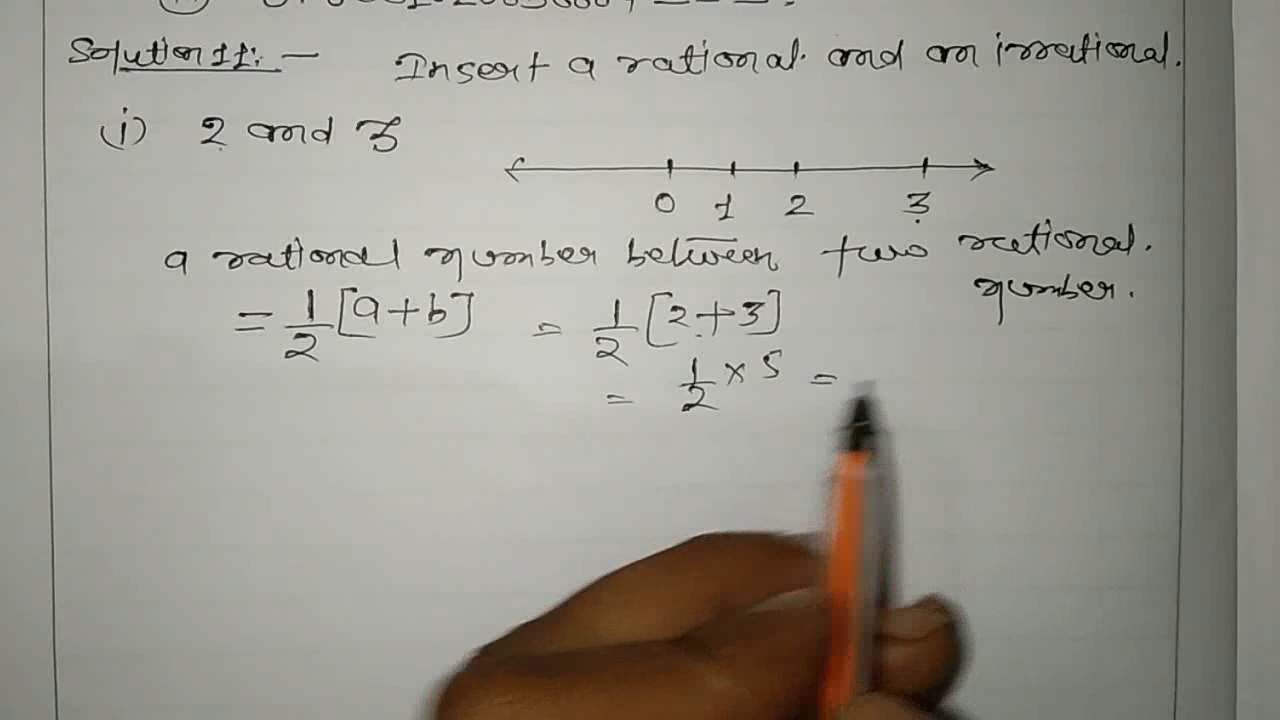 Solution 11:- Insert a rational and an irrational.
(i) 2 and 3
0 1 2 3
a rational number between two rational.
number.
= 1/2 [a+b] = 1/2 [2+3]
= 1/2 × 5 =